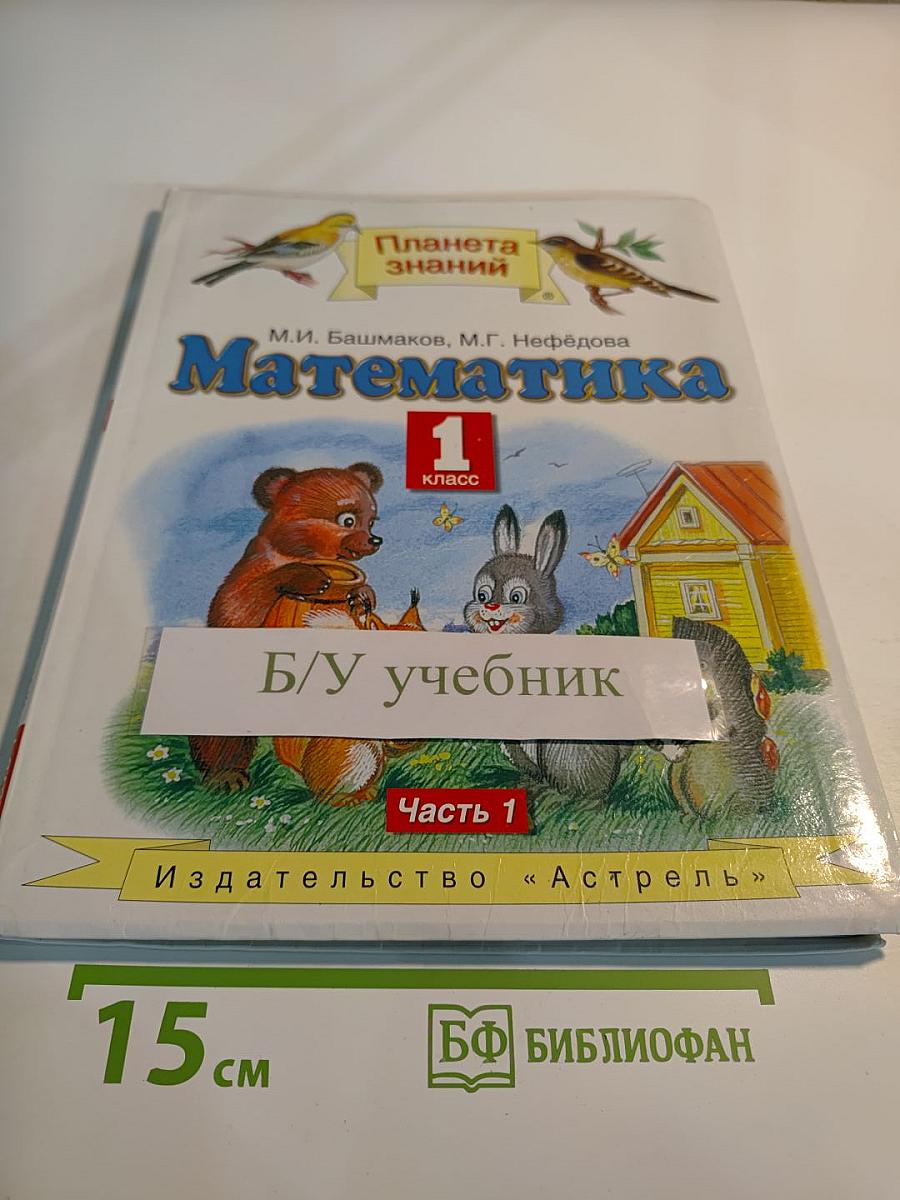 Планета
знаний
®
М.И. Башмаков, М.Г. Нефёдова
Математика
1
класс
Б/У учебник
Часть 1
Издательство «Астрель»
15 см
БФ БИБЛИОФАН